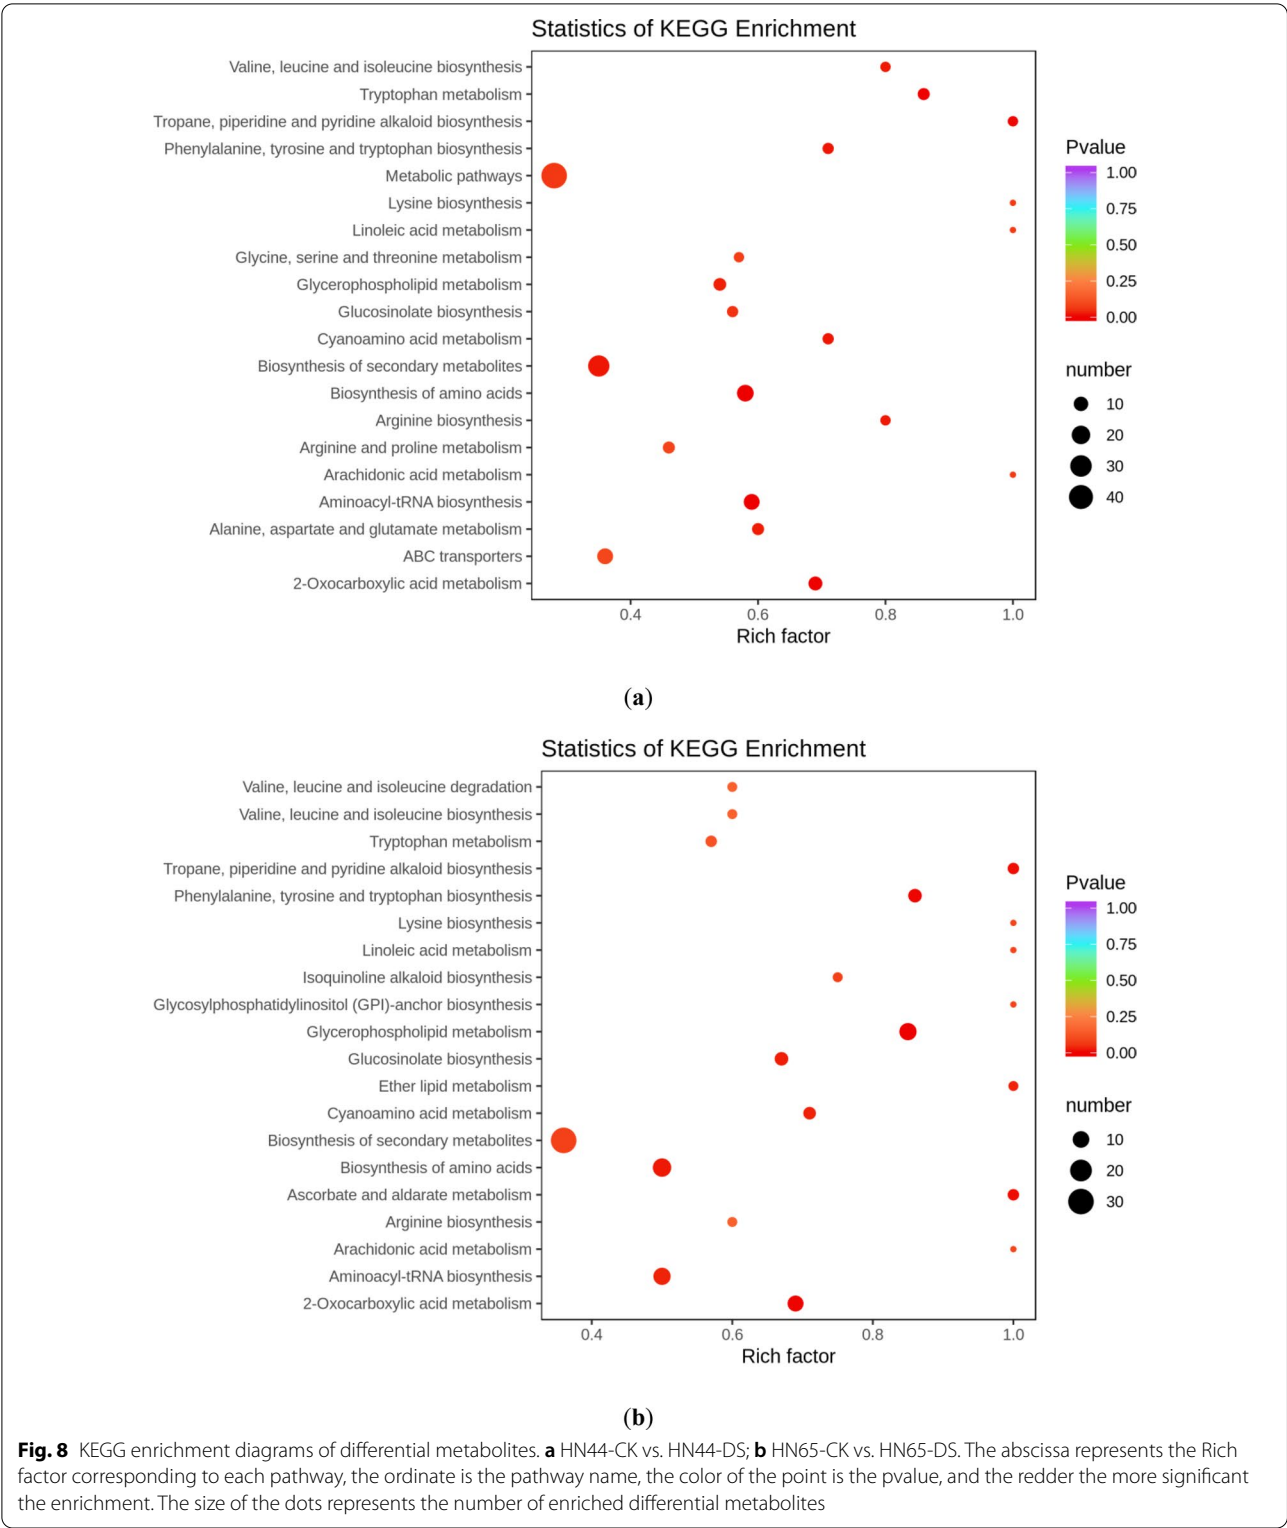 Statistics of KEGG Enrichment
Valine, leucine and isoleucine biosynthesis
Tryptophan metabolism
Tropane, piperidine and pyridine alkaloid biosynthesis
Phenylalanine, tyrosine and tryptophan biosynthesis
Metabolic pathways
Lysine biosynthesis
Linoleic acid metabolism
Glycine, serine and threonine metabolism
Glycerophospholipid metabolism
Glucosinolate biosynthesis
Cyanoamino acid metabolism
Biosynthesis of secondary metabolites
Biosynthesis of amino acids
Arginine biosynthesis
Arginine and proline metabolism
Arachidonic acid metabolism
Aminoacyl-tRNA biosynthesis
Alanine, aspartate and glutamate metabolism
ABC transporters
2-Oxocarboxylic acid metabolism
0.4 0.6 0.8 1.0
Rich factor
Pvalue
1.00
0.75
0.50
0.25
0.00
number
10
20
30
40
(a)
Statistics of KEGG Enrichment
Valine, leucine and isoleucine degradation
Valine, leucine and isoleucine biosynthesis
Tryptophan metabolism
Tropane, piperidine and pyridine alkaloid biosynthesis
Phenylalanine, tyrosine and tryptophan biosynthesis
Lysine biosynthesis
Linoleic acid metabolism
Isoquinoline alkaloid biosynthesis
Glycosylphosphatidylinositol (GPI)-anchor biosynthesis
Glycerophospholipid metabolism
Glucosinolate biosynthesis
Ether lipid metabolism
Cyanoamino acid metabolism
Biosynthesis of secondary metabolites
Biosynthesis of amino acids
Ascorbate and aldarate metabolism
Arginine biosynthesis
Arachidonic acid metabolism
Aminoacyl-tRNA biosynthesis
2-Oxocarboxylic acid metabolism
0.4 0.6 0.8 1.0
Rich factor
Pvalue
1.00
0.75
0.50
0.25
0.00
number
10
20
30
(b)
Fig. 8 KEGG enrichment diagrams of differential metabolites. a HN44-CK vs. HN44-DS; b HN65-CK vs. HN65-DS. The abscissa represents the Rich
factor corresponding to each pathway, the ordinate is the pathway name, the color of the point is the pvalue, and the redder the more significant
the enrichment. The size of the dots represents the number of enriched differential metabolites